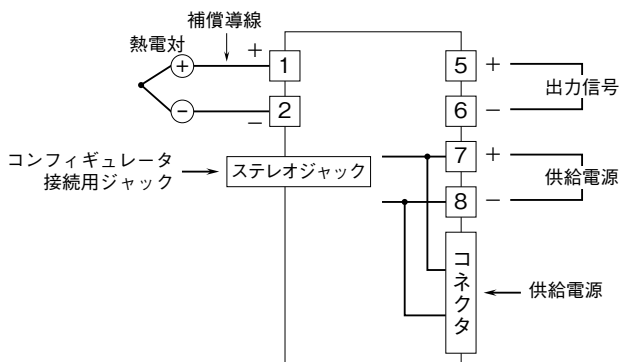 補償導線
熱電対
+
+
1
5
+
出力信号
−
−
2
6
−
コンフィギュレータ
接続用ジャック
ステレオジャック
7
+
供給電源
8
−
コネクタ
供給電源